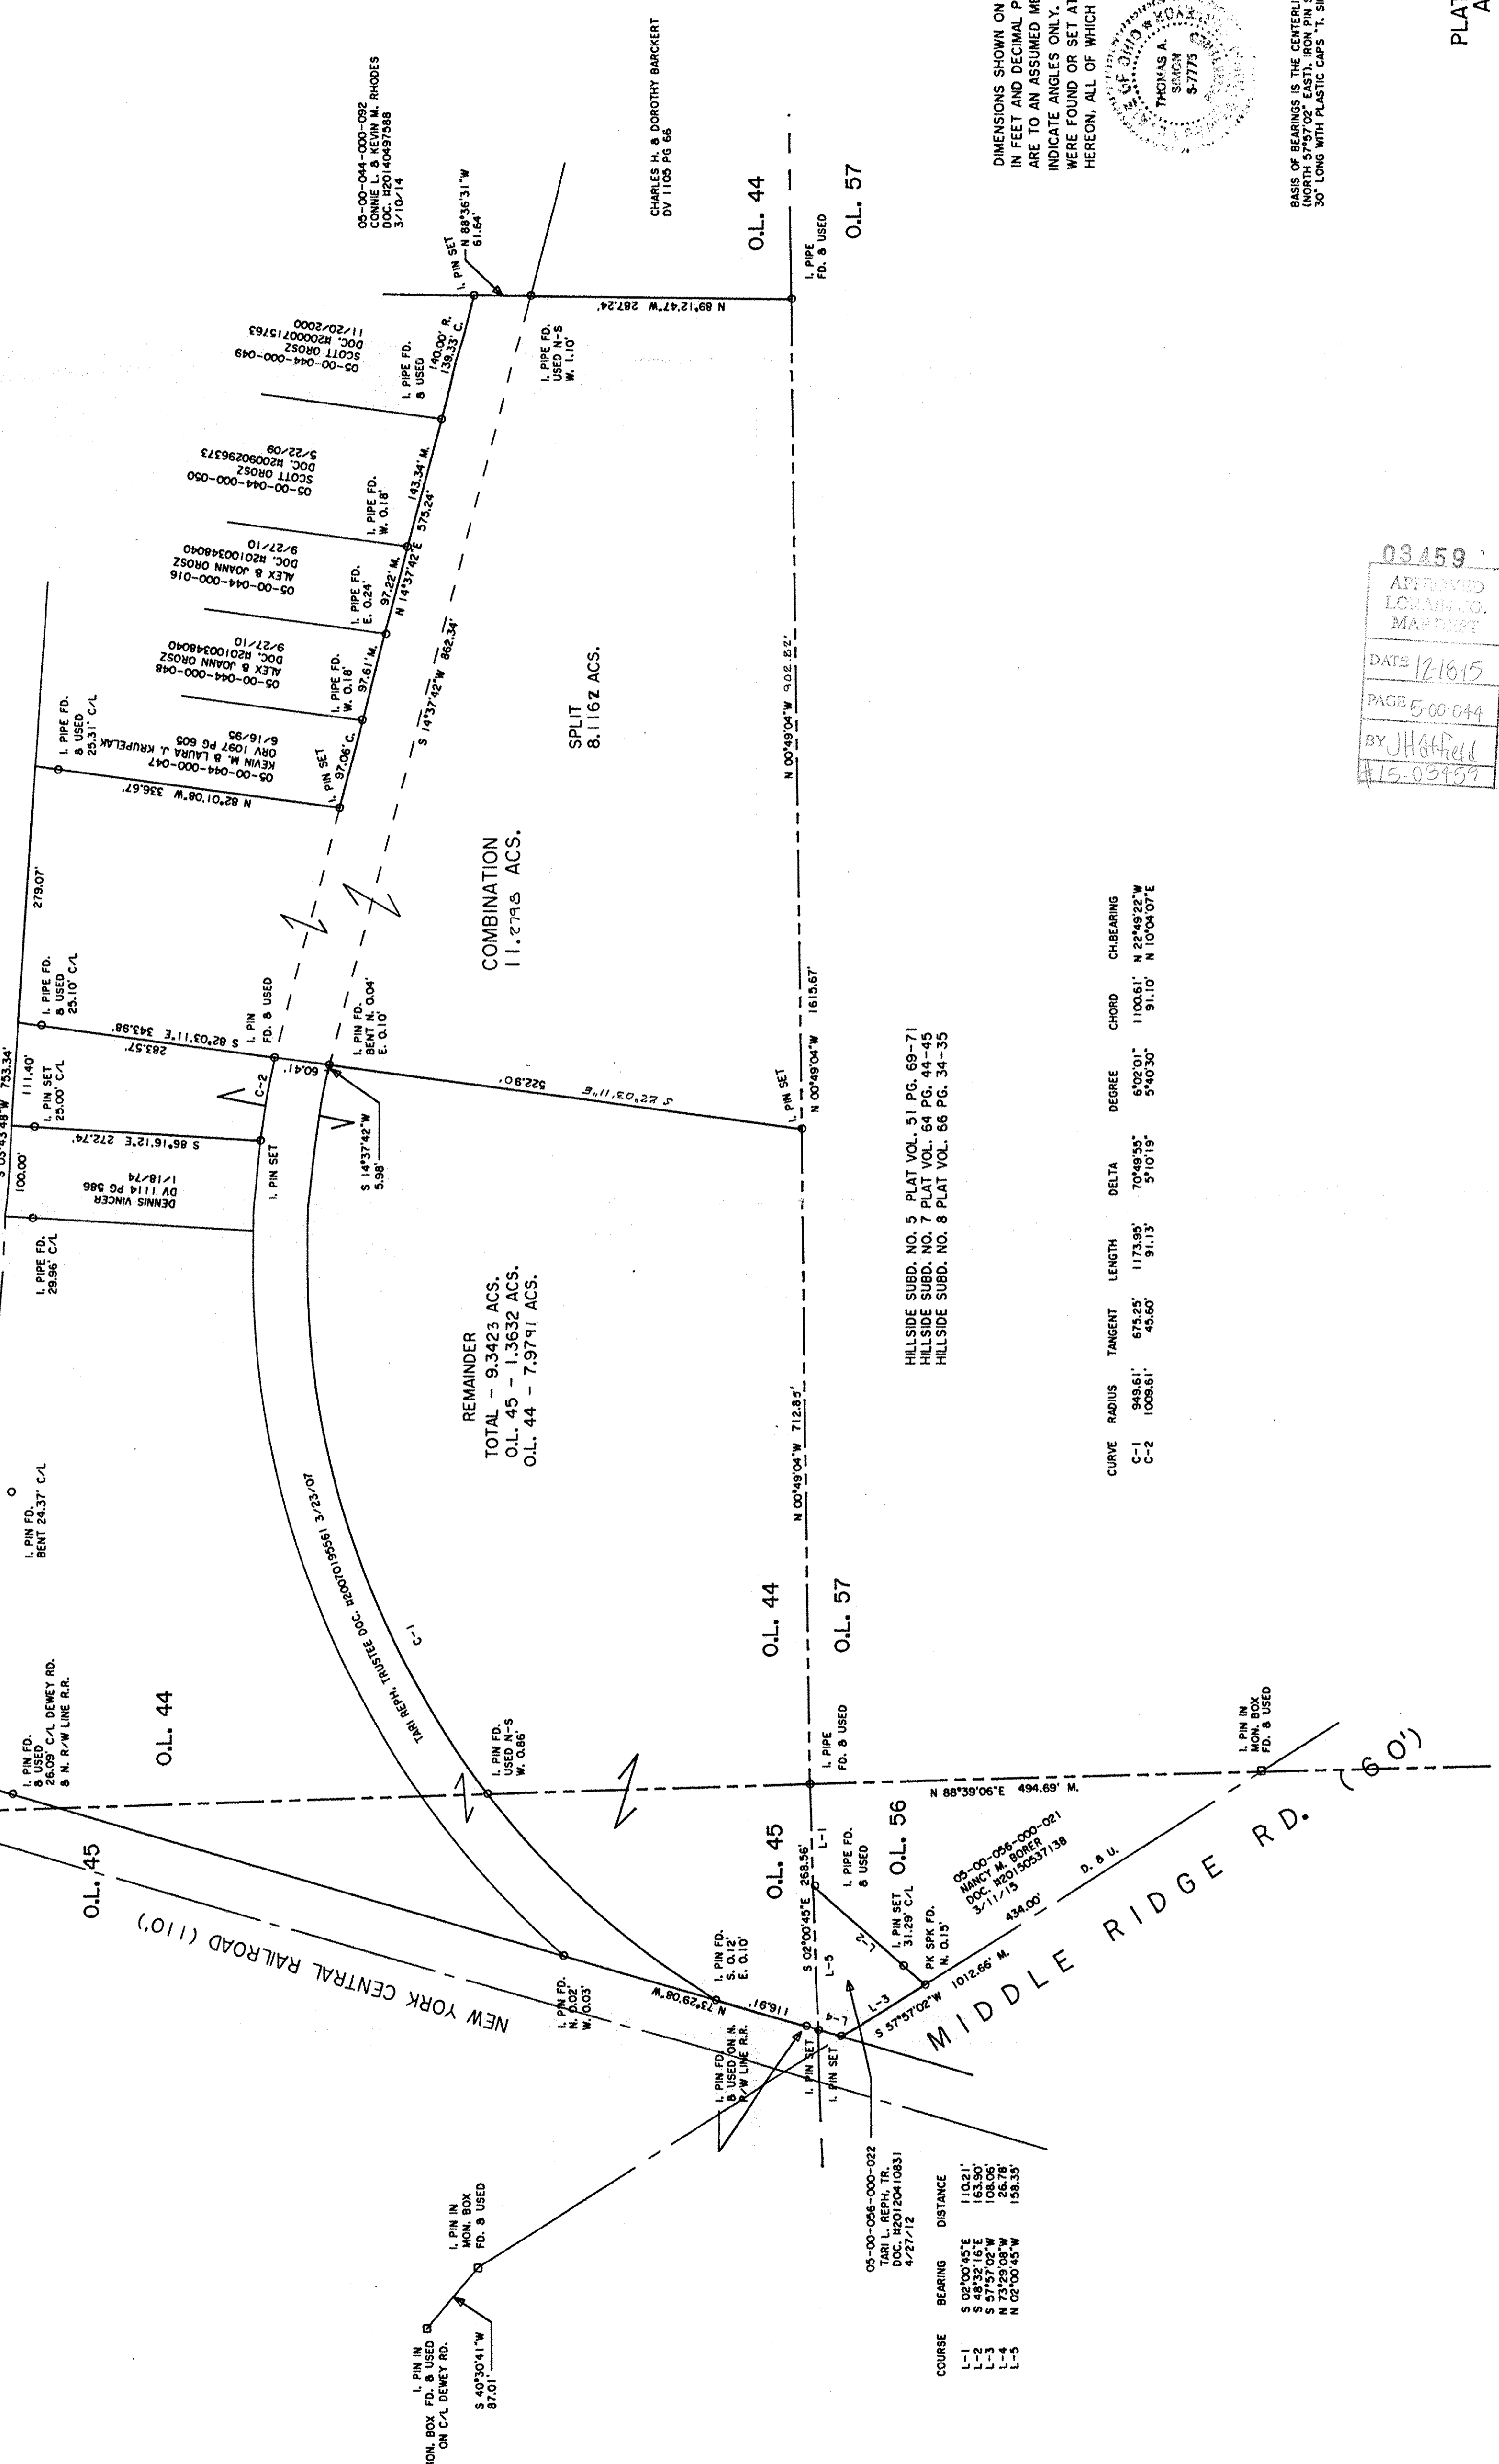 05-00-044-000-092
CONNIE L. & KEVIN M. RHODES
DOC. #20140497588
3/10/14
CHARLES H. & DOROTHY BARCKERT
DV 1105 PG 66
I. PIN SET
N 88°36'31"W
61.64'
O.L. 44
O.L. 57
I. PIPE
FD. & USED
N 89°12'47"W 287.24'
I. PIPE FD.
USED N-S
W. 1.10'
05-00-044-000-049
SCOTT OROSZ
DOC. #20000715763
11/20/2000
I. PIPE FD.
& USED
140.00' R.
139.33' C.
05-00-044-000-050
SCOTT OROSZ
DOC. #20090296373
5/22/09
I. PIPE FD.
W. 0.18'
143.34' M.
N 14°37'42"E 575.24'
05-00-044-000-016
ALEX & JOANN OROSZ
DOC. #20100348040
9/27/10
I. PIPE FD.
E. 0.24'
97.22' M.
05-00-044-000-048
ALEX & JOANN OROSZ
DOC. #20100348040
9/27/10
I. PIPE FD.
W. 0.18'
97.61' M.
05-00-044-000-047
KEVIN M. & LAURA J. KRUPELAK
ORV 1097 PG 605
6/16/95
I. PIPE FD.
& USED
25.31' C/L
N 82°01'08"W 336.67'
I. PIN SET
97.06' C.
S 14°37'42"W 862.34'
SPLIT
8.1162 ACS.
N 00°49'04"W 902.82'
COMBINATION
11.2798 ACS.
279.07'
I. PIPE FD.
& USED
25.10' C/L
S 82°03'11"E 343.98'
283.57'
I. PIN
FD. & USED
I. PIN FD.
BENT N. 0.04'
E. 0.10'
60.41'
522.90'
S 82°03'11"E
I. PIN SET
N 00°49'04"W 1615.67'
S 03°43'48"W 753.34'
111.40'
I. PIN SET
25.00' C/L
C-2
S 86°16'12"E 272.74'
I. PIN SET
S 14°37'42"W
5.98'
100.00'
DENNIS VINCER
DV 1114 PG 586
1/18/74
I. PIPE FD.
29.96' C/L
REMAINDER
TOTAL - 9.3423 ACS.
O.L. 45 - 1.3632 ACS.
O.L. 44 - 7.9791 ACS.
I. PIN FD.
BENT 24.37' C/L
TARI REPH, TRUSTEE DOC. #20070195561 3/23/07
C-1
N 00°49'04"W 712.85'
O.L. 44
O.L. 57
I. PIN FD.
& USED
26.09' C/L DEWEY RD.
& N. R/W LINE R.R.
O.L. 44
O.L. 45
I. PIN FD.
USED N-S
W. 0.86'
I. PIPE
FD. & USED
N 88°39'06"E 494.69' M.
I. PIN IN
MON. BOX
FD. & USED
NEW YORK CENTRAL RAILROAD (110')
I. PIN FD.
N. 0.02'
W. 0.03'
N 73°29'08"W
116.91'
I. PIN FD.
S. 0.12'
E. 0.10'
O.L. 45
O.L. 56
S 02°00'45"E 268.56'
L-1
L-5
I. PIPE FD.
& USED
L-2
I. PIN SET
31.29' C/L
PK SPK FD.
N. 0.15'
L-3
L-4
05-00-056-000-021
NANCY M. BORER
DOC. #20150537138
3/11/15
434.00'
D. & U.
S 57°57'02"W 1012.66' M.
MIDDLE RIDGE RD. (60')
I. PIN FD.
& USED ON N.
R/W LINE R.R.
I. PIN SET
I. PIN SET
05-00-056-000-022
TARI L. REPH, TR.
DOC. #20120410831
4/27/12
I. PIN IN
MON. BOX
FD. & USED
I. PIN IN
MON. BOX FD. & USED
ON C/L DEWEY RD.
S 40°30'41"W
87.01'
COURSE BEARING DISTANCE
L-1 S 02°00'45"E 110.21'
L-2 S 48°32'16"E 163.90'
L-3 S 57°57'02"W 108.06'
L-4 N 73°29'08"W 26.78'
L-5 N 02°00'45"W 158.35'
HILLSIDE SUBD. NO. 5 PLAT VOL. 51 PG. 69-71
HILLSIDE SUBD. NO. 7 PLAT VOL. 64 PG. 44-45
HILLSIDE SUBD. NO. 8 PLAT VOL. 66 PG. 34-35
CURVE RADIUS TANGENT LENGTH DELTA DEGREE CHORD CH.BEARING
C-1 949.61' 675.25' 1173.95' 70°49'55" 6°02'01" 1100.61' N 22°49'22"W
C-2 1009.61' 45.60' 91.13' 5°10'19" 5°40'30" 91.10' N 10°04'07"E
DIMENSIONS SHOWN ON
IN FEET AND DECIMAL P
ARE TO AN ASSUMED ME
INDICATE ANGLES ONLY.
WERE FOUND OR SET AT
HEREON, ALL OF WHICH
OF OHIO
THOMAS A.
SIMON
S-7775
BASIS OF BEARINGS IS THE CENTERLI
(NORTH 57°57'02" EAST). IRON PIN S
30" LONG WITH PLASTIC CAPS "T. SI
PLAT
A
03459
APPROVED
LORAIN CO.
MAP DEPT
DATE 12-18-15
PAGE 5-00-044
BY JHatfield
#15-03459